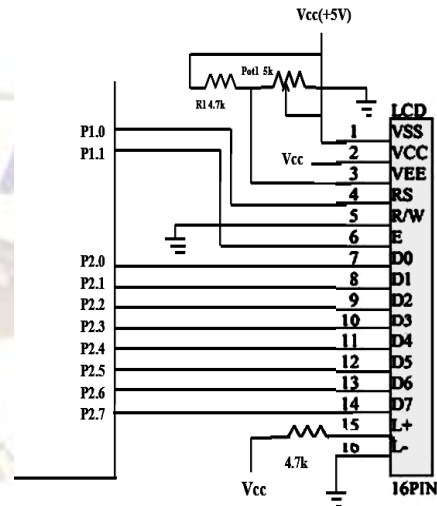 Vcc(+5V)
R1 4.7k
Pot1 5k
LCD
1 VSS
Vcc 2 VCC
3 VEE
P1.0 4 RS
P1.1 5 R/W
6 E
P2.0 7 D0
P2.1 8 D1
P2.2 9 D2
P2.3 10 D3
P2.4 11 D4
P2.5 12 D5
P2.6 13 D6
P2.7 14 D7
15 L+
16 L-
4.7k
Vcc
16PIN